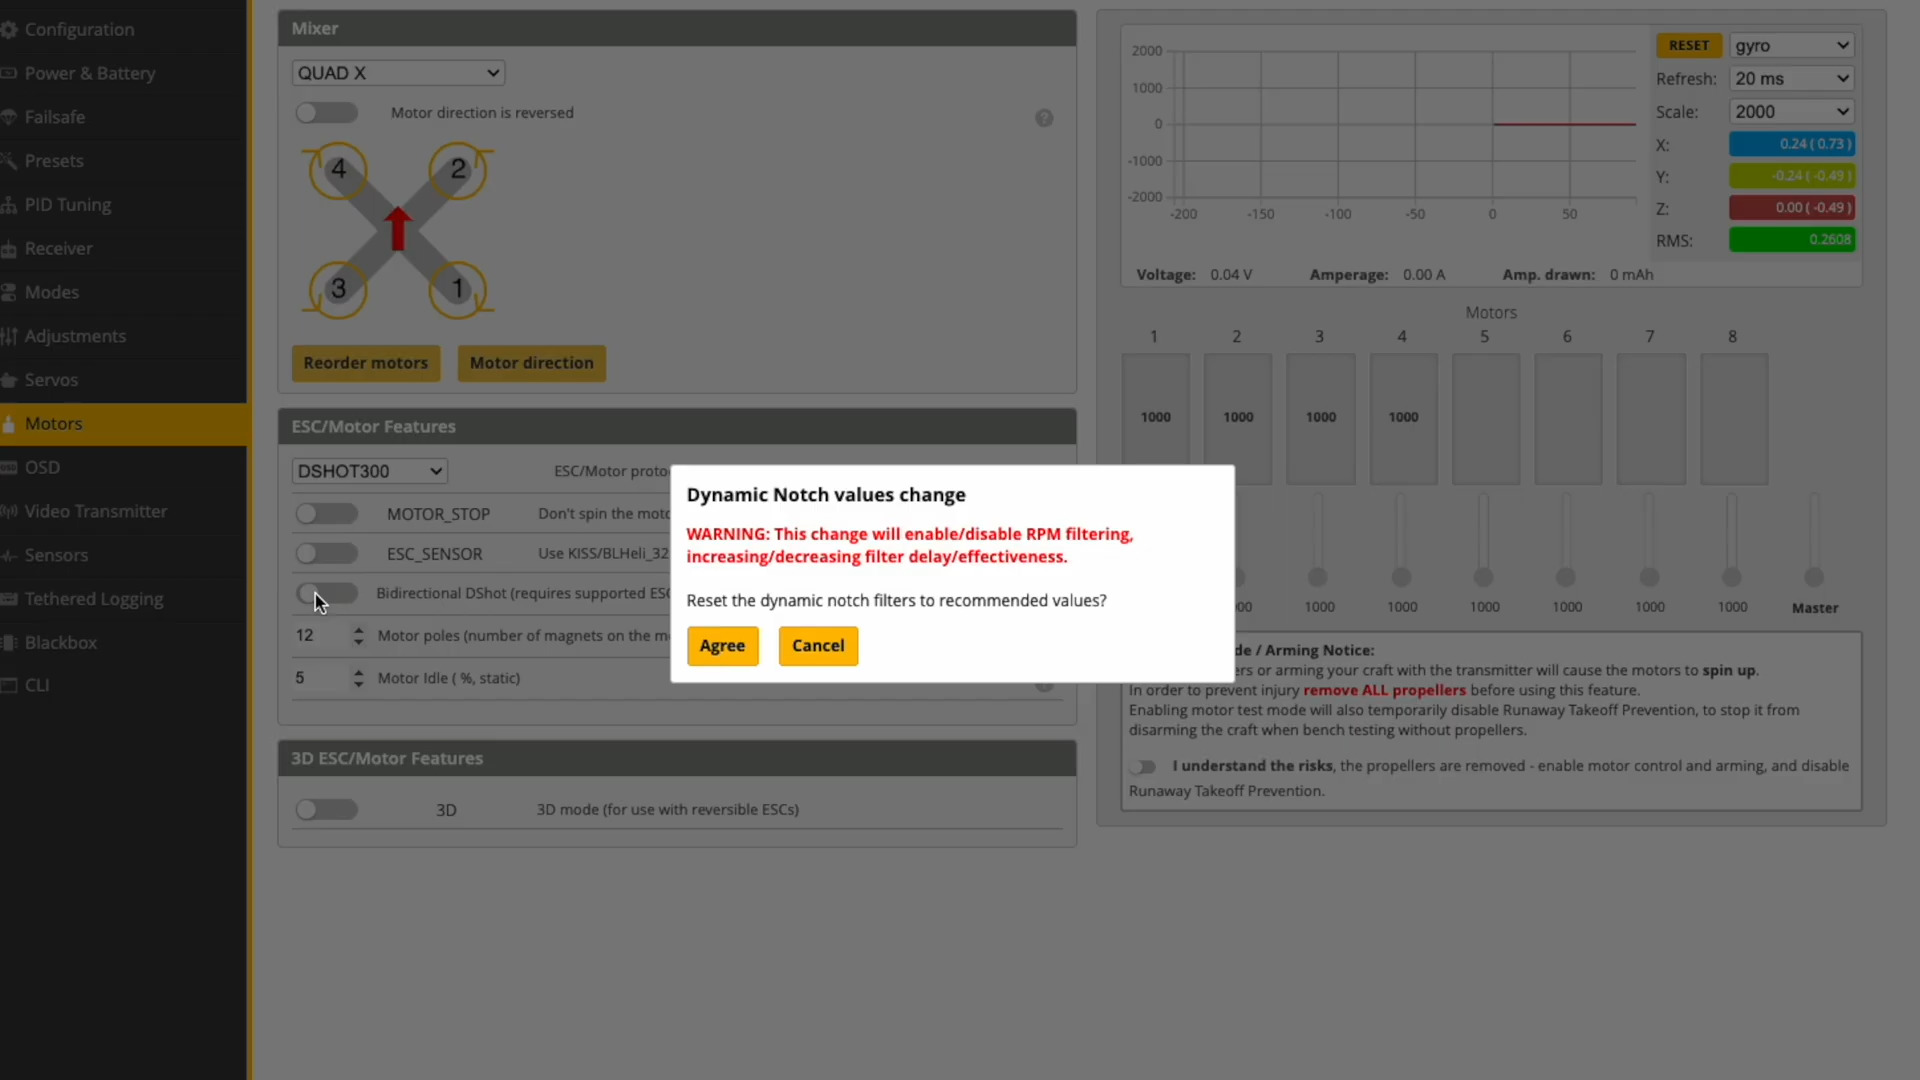 Configuration
Power & Battery
Failsafe
Presets
PID Tuning
Receiver
Modes
Adjustments
Servos
Motors
OSD
Video Transmitter
Sensors
Tethered Logging
Blackbox
CLI
Mixer
QUAD X
Motor direction is reversed
?
4 2
3 1
Reorder motors Motor direction
ESC/Motor Features
DSHOT300 ESC/Motor proto
MOTOR_STOP Don't spin the moto
ESC_SENSOR Use KISS/BLHeli_32
Bidirectional DShot (requires supported ESC
12 Motor poles (number of magnets on the m
5 Motor Idle ( %, static)
3D ESC/Motor Features
3D 3D mode (for use with reversible ESCs)
Dynamic Notch values change
WARNING: This change will enable/disable RPM filtering,
increasing/decreasing filter delay/effectiveness.
Reset the dynamic notch filters to recommended values?
Agree Cancel
2000
1000
0
-1000
-2000
-200 -150 -100 -50 0 50
RESET gyro
Refresh: 20 ms
Scale: 2000
X: 0.24 ( 0.73 )
Y: -0.24 ( -0.49 )
Z: 0.00 ( -0.49 )
RMS: 0.2608
Voltage: 0.04 V Amperage: 0.00 A Amp. drawn: 0 mAh
Motors
1 2 3 4 5 6 7 8
1000 1000 1000 1000
00 1000 1000 1000 1000 1000 1000 Master
de / Arming Notice:
ers or arming your craft with the transmitter will cause the motors to spin up.
In order to prevent injury remove ALL propellers before using this feature.
Enabling motor test mode will also temporarily disable Runaway Takeoff Prevention, to stop it from
disarming the craft when bench testing without propellers.
I understand the risks, the propellers are removed - enable motor control and arming, and disable
Runaway Takeoff Prevention.